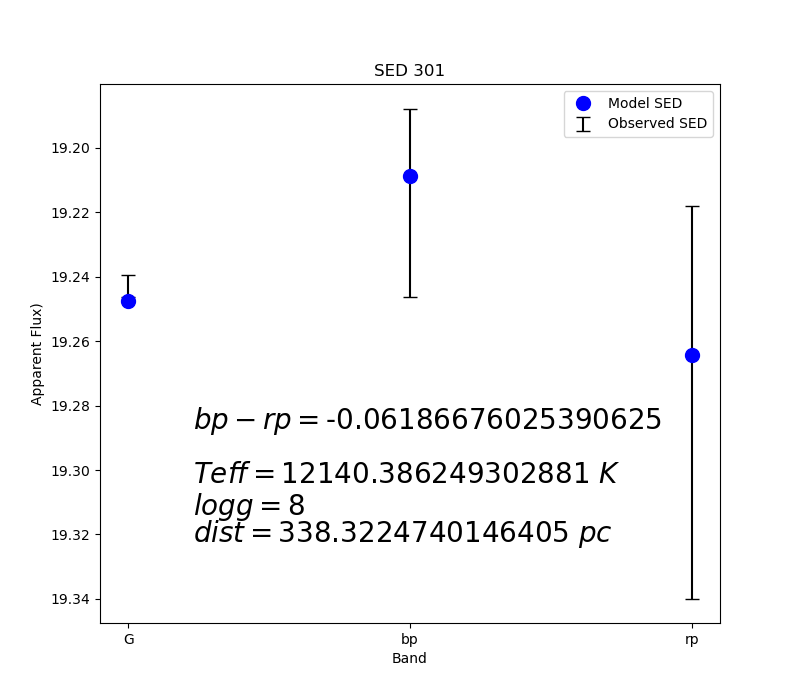 SED 301
Model SED
Observed SED
19.20
19.22
19.24
19.26
19.28
19.30
19.32
19.34
Apparent Flux)
bp − rp = -0.06186676025390625
Teff = 12140.386249302881 K
logg = 8
dist = 338.3224740146405 pc
G
bp
rp
Band